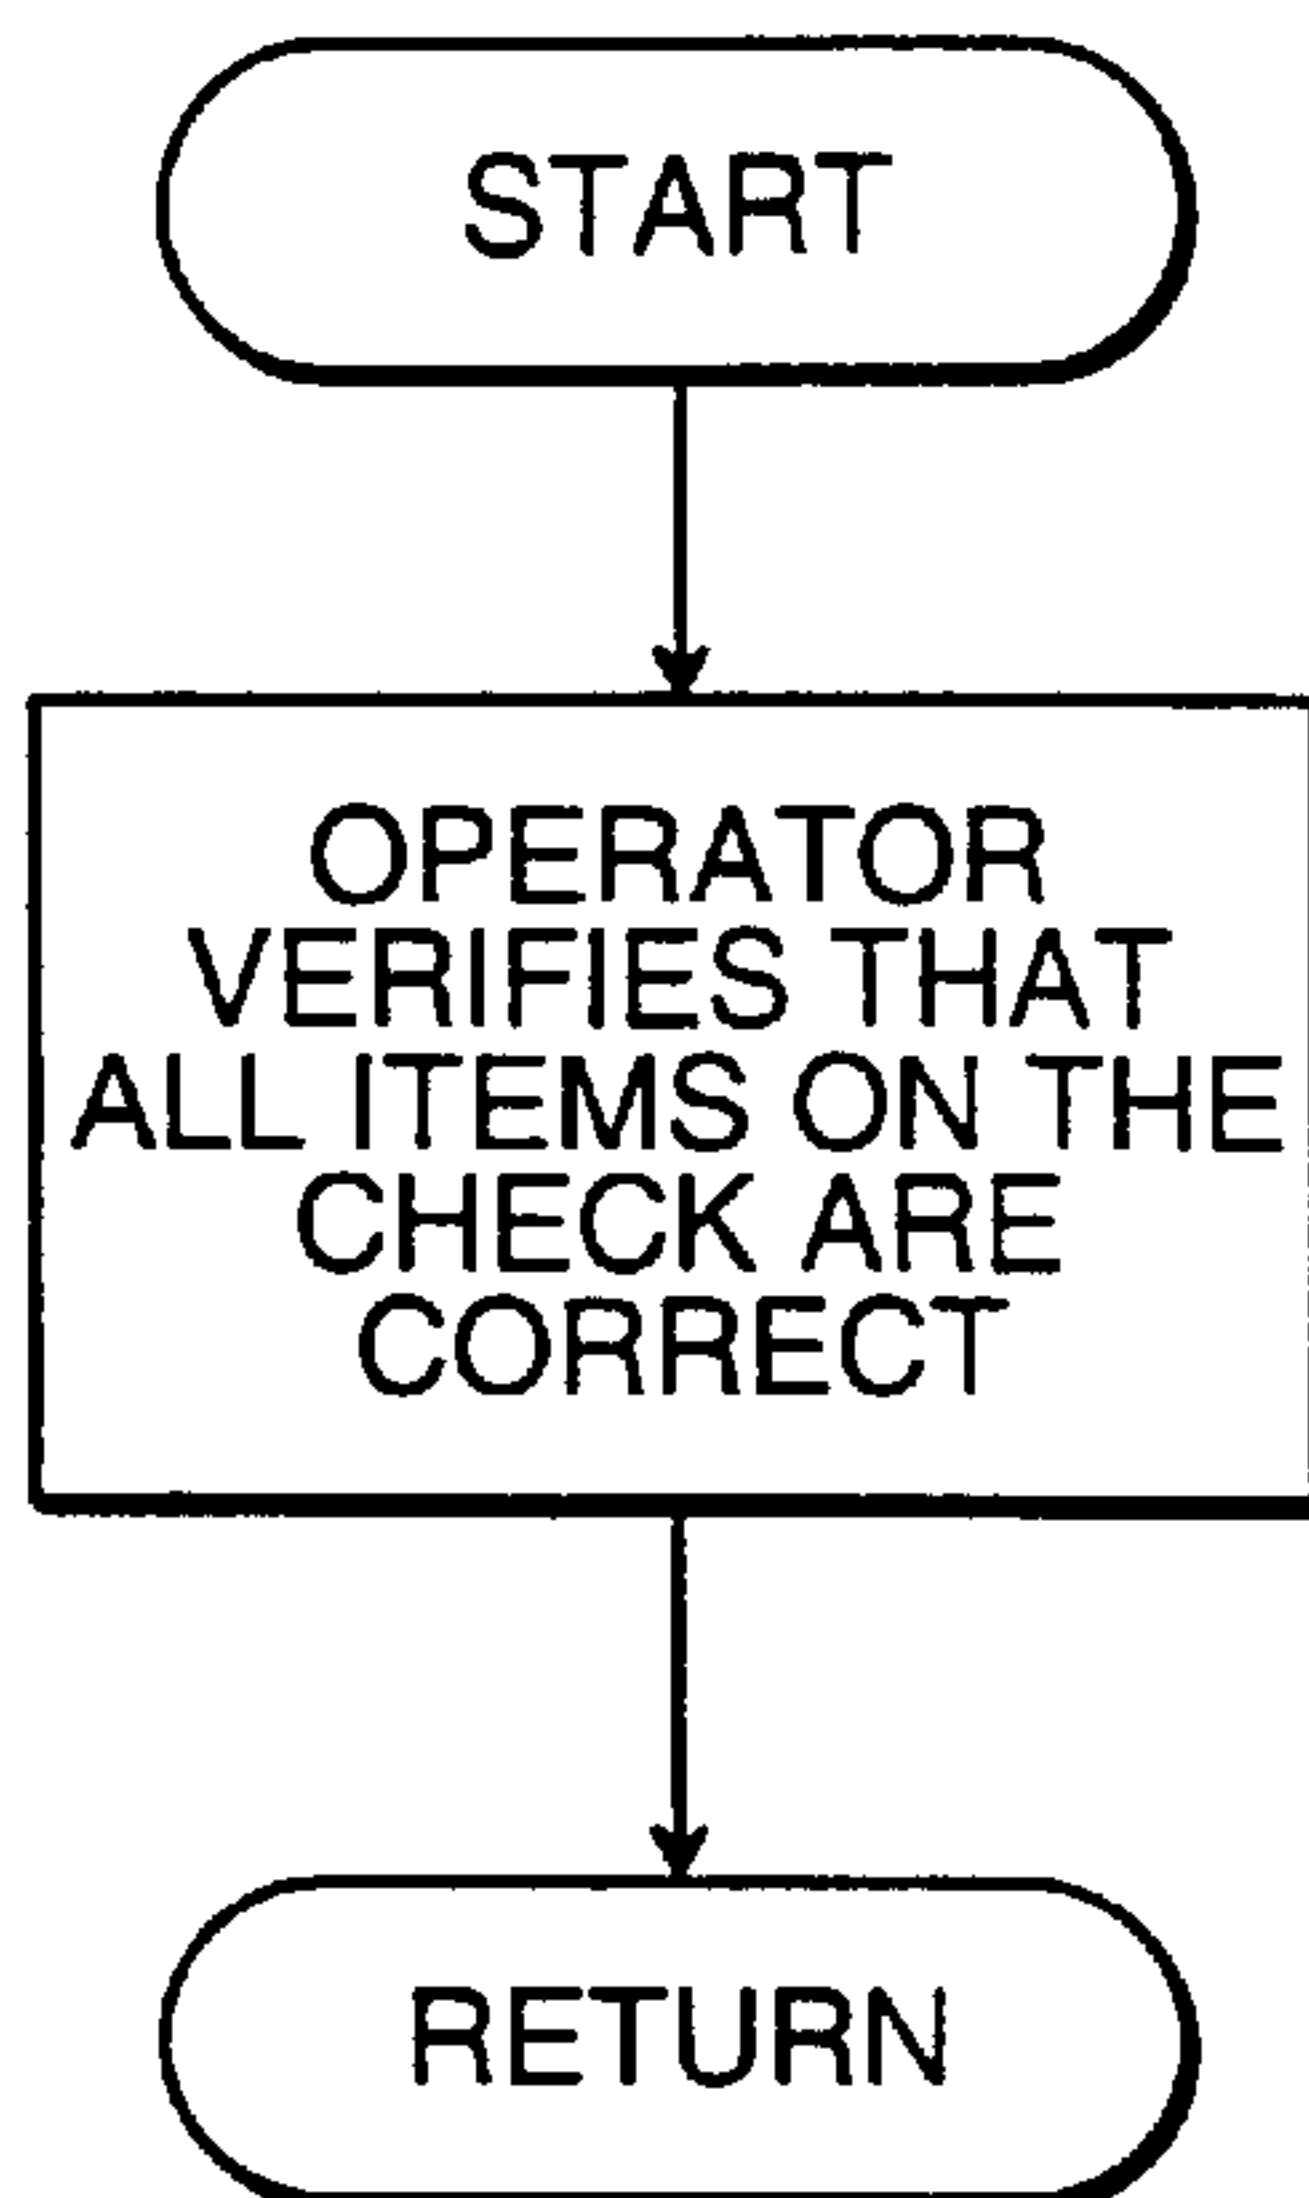 START
OPERATOR
VERIFIES THAT
ALL ITEMS ON THE
CHECK ARE
CORRECT
RETURN